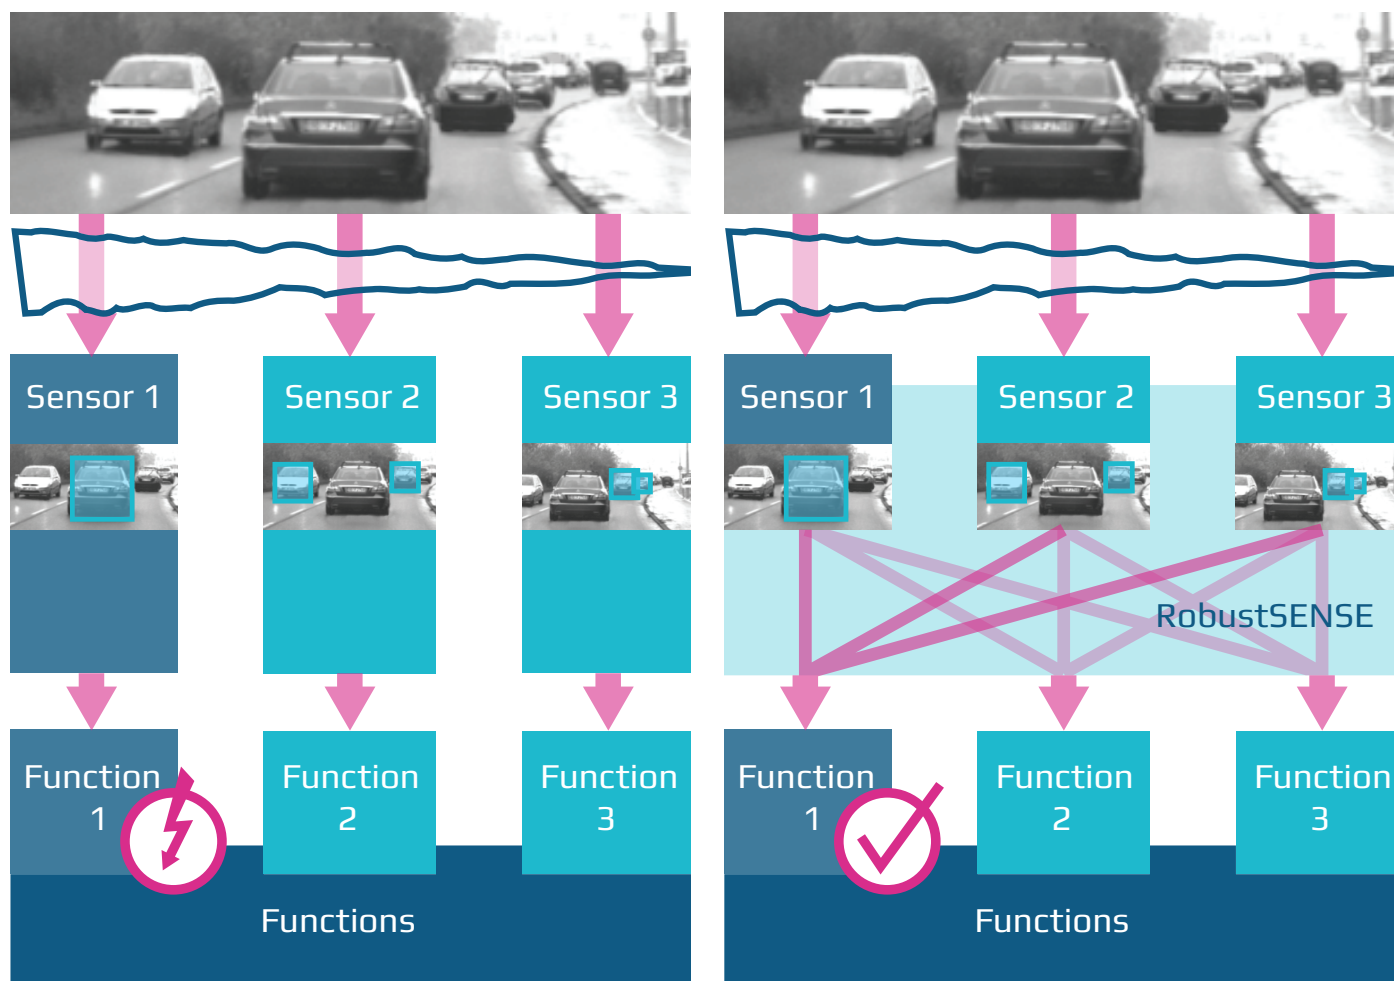 Sensor 1
Sensor 2
Sensor 3
Function
1
Function
2
Function
3
Functions
Sensor 1
Sensor 2
Sensor 3
RobustSENSE
Function
1
Function
2
Function
3
Functions